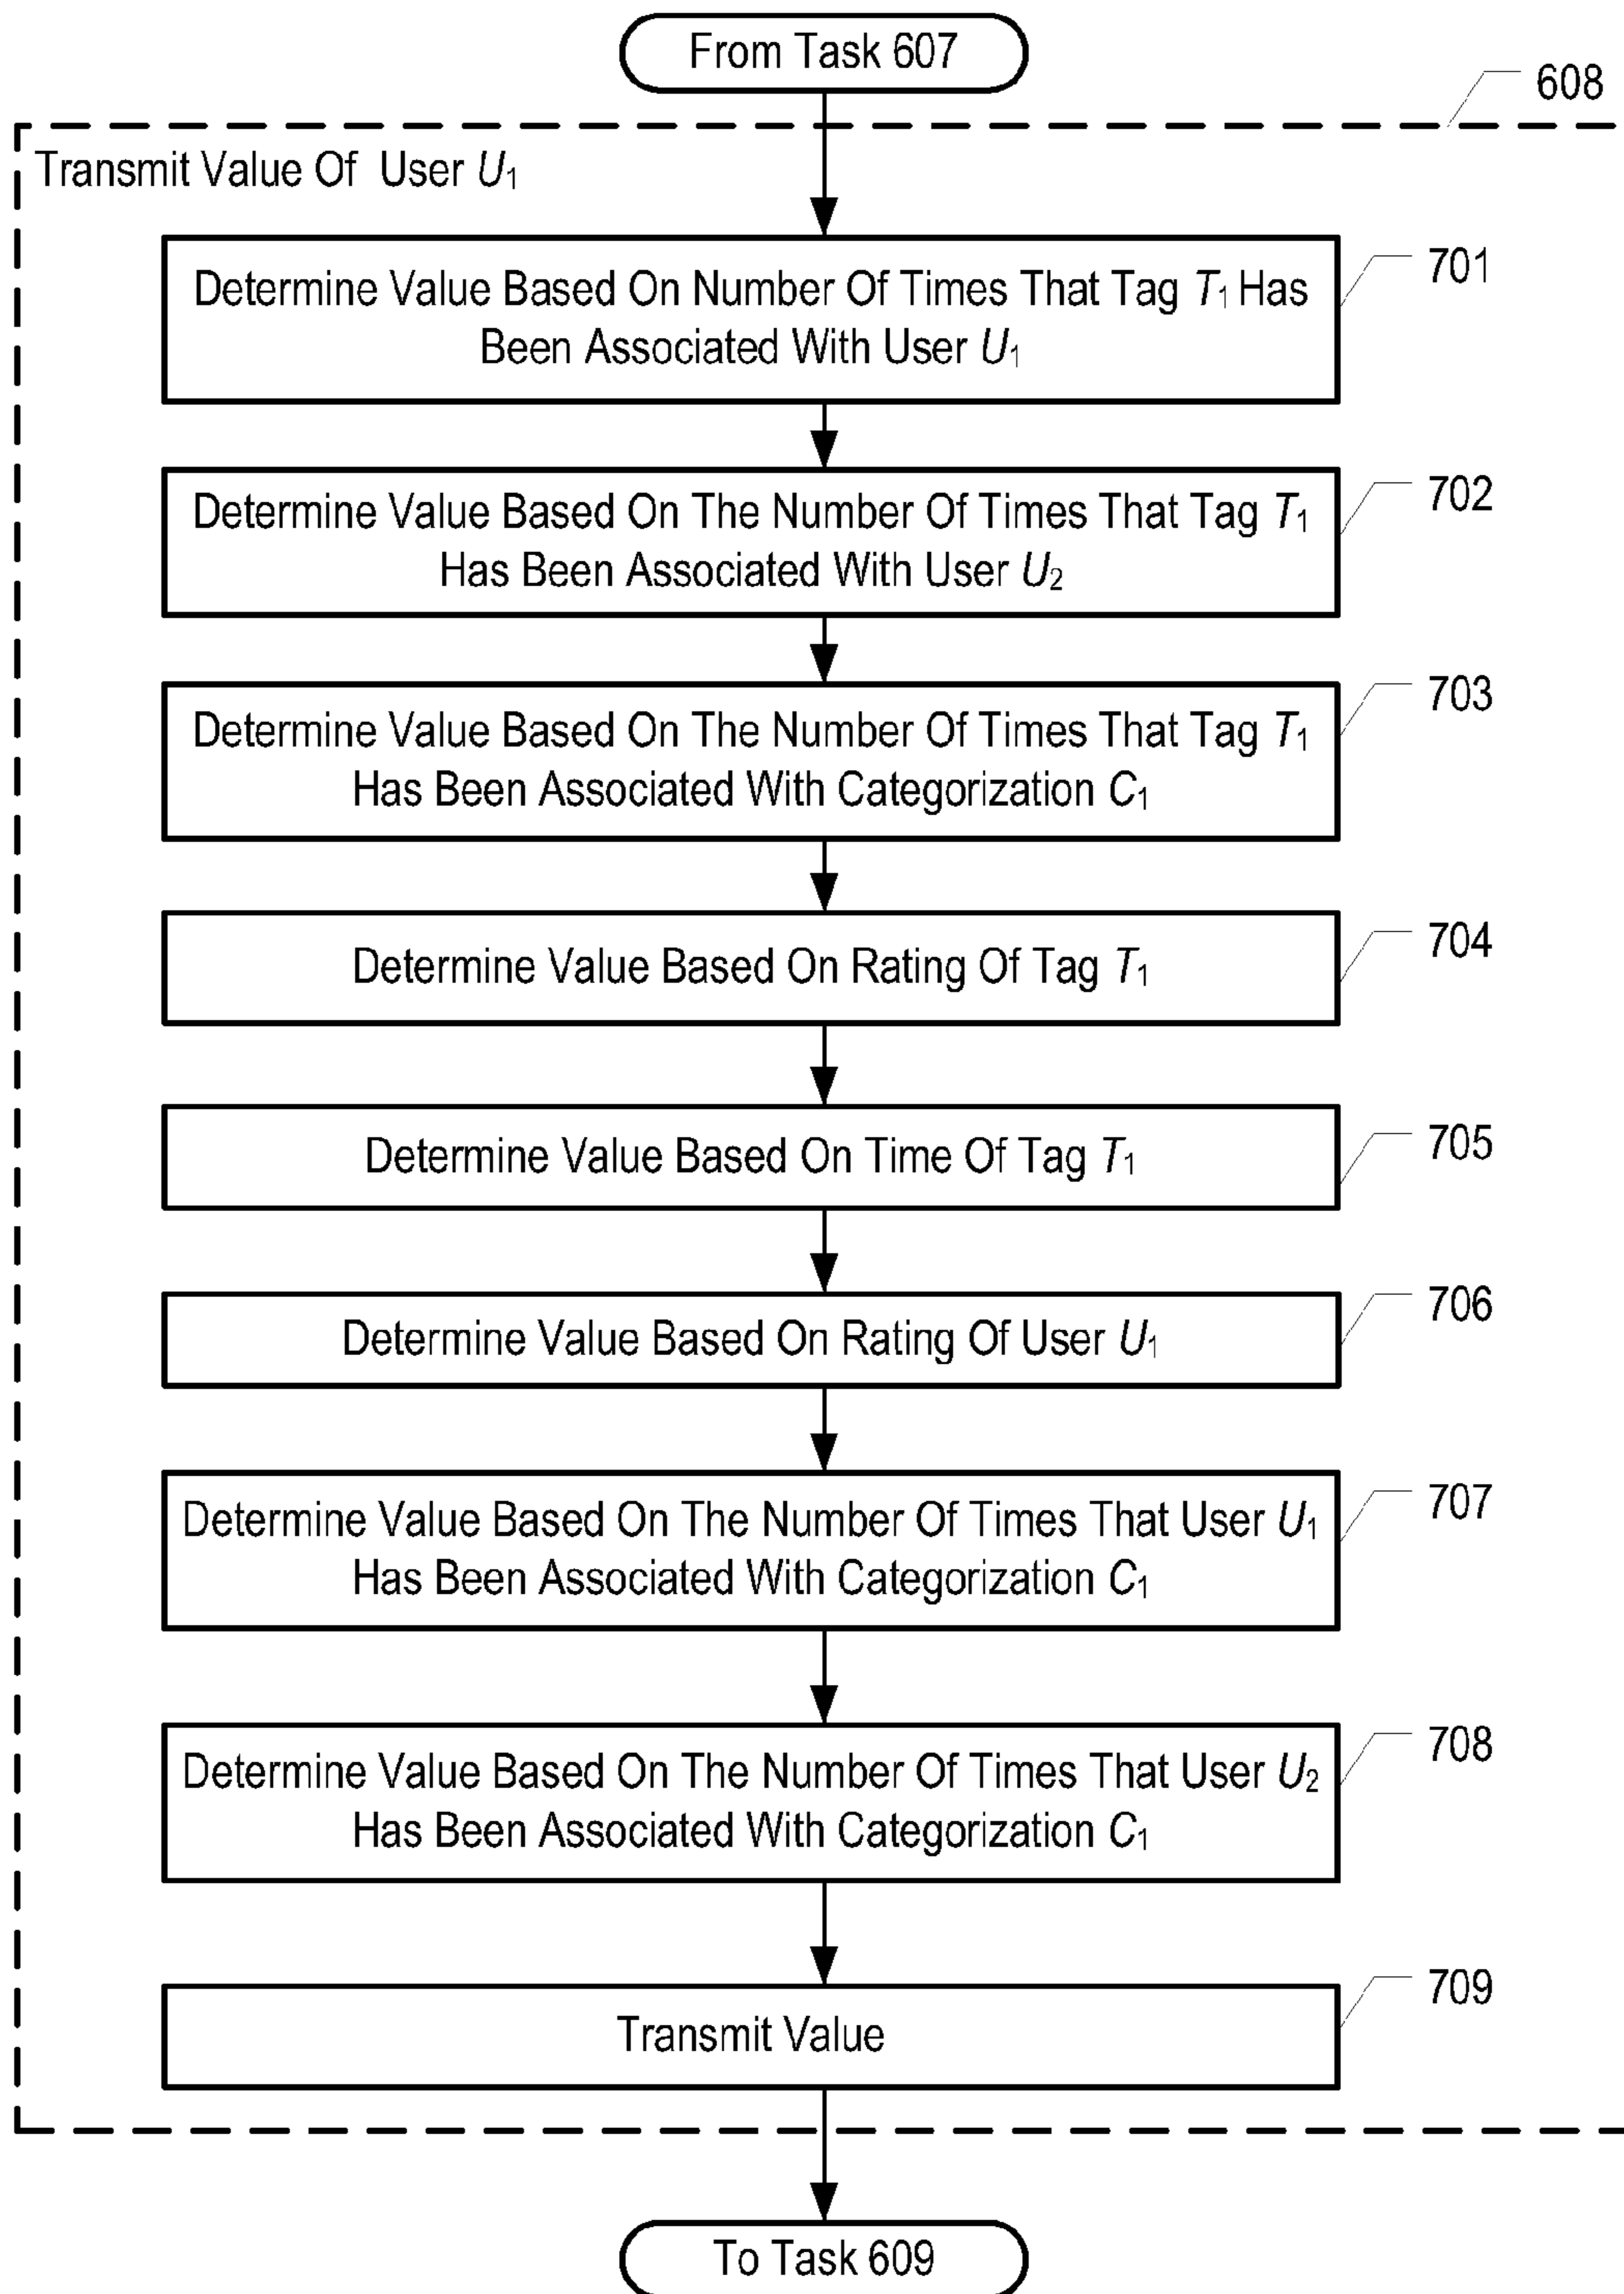 From Task 607
608
Transmit Value Of User U1
Determine Value Based On Number Of Times That Tag T1 Has
Been Associated With User U1
701
Determine Value Based On The Number Of Times That Tag T1
Has Been Associated With User U2
702
Determine Value Based On The Number Of Times That Tag T1
Has Been Associated With Categorization C1
703
Determine Value Based On Rating Of Tag T1
704
Determine Value Based On Time Of Tag T1
705
Determine Value Based On Rating Of User U1
706
Determine Value Based On The Number Of Times That User U1
Has Been Associated With Categorization C1
707
Determine Value Based On The Number Of Times That User U2
Has Been Associated With Categorization C1
708
Transmit Value
709
To Task 609